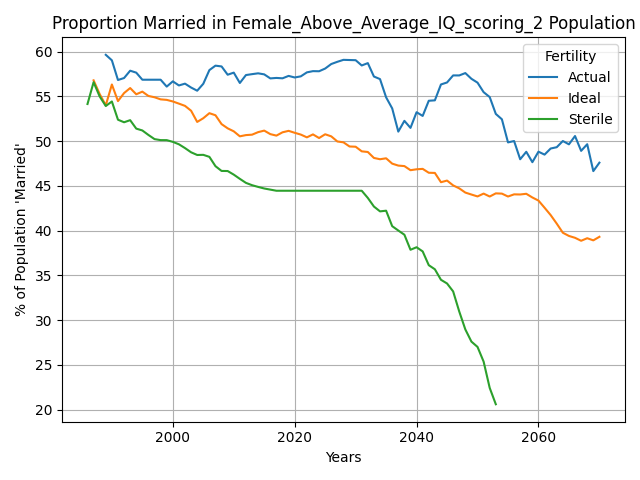 Proportion Married in Female_Above_Average_IQ_scoring_2 Population
% of Population 'Married'
60
55
50
45
40
35
30
25
20
Fertility
Actual
Ideal
Sterile
2000 2020 2040 2060
Years